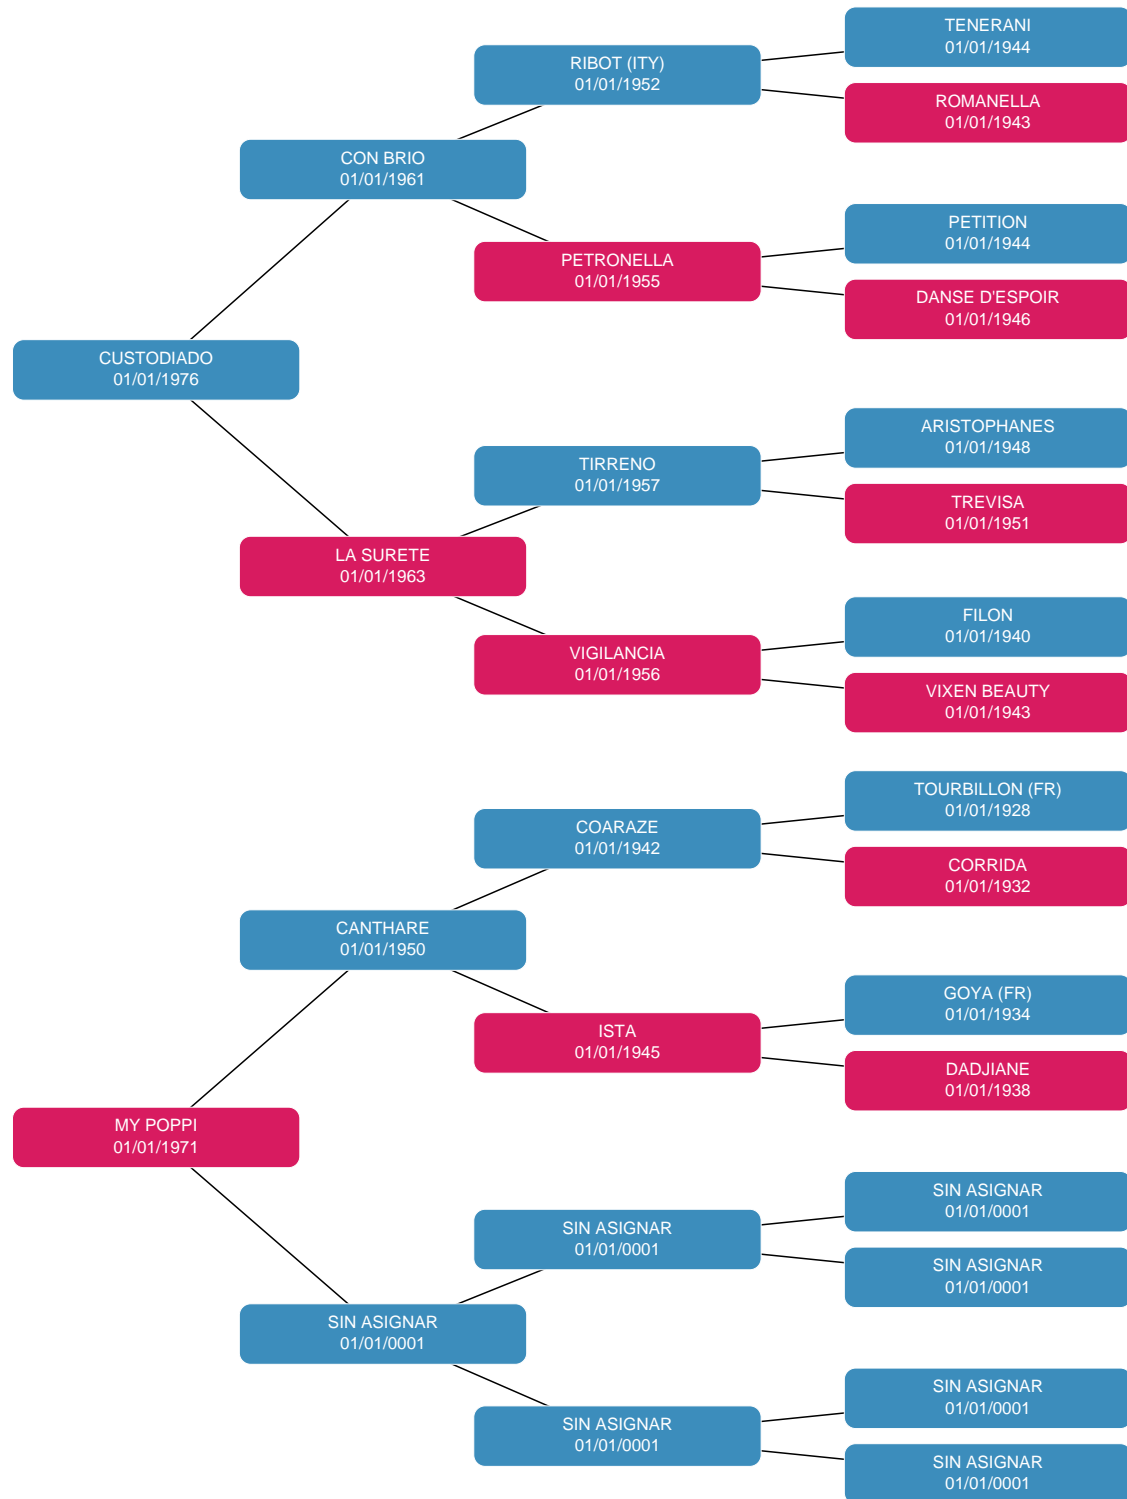 TENERANI
01/01/1944
RIBOT (ITY)
01/01/1952
ROMANELLA
01/01/1943
CON BRIO
01/01/1961
PETITION
01/01/1944
PETRONELLA
01/01/1955
DANSE D'ESPOIR
01/01/1946
CUSTODIADO
01/01/1976
ARISTOPHANES
01/01/1948
TIRRENO
01/01/1957
TREVISA
01/01/1951
LA SURETE
01/01/1963
FILON
01/01/1940
VIGILANCIA
01/01/1956
VIXEN BEAUTY
01/01/1943
TOURBILLON (FR)
01/01/1928
COARAZE
01/01/1942
CORRIDA
01/01/1932
CANTHARE
01/01/1950
GOYA (FR)
01/01/1934
ISTA
01/01/1945
DADJIANE
01/01/1938
MY POPPI
01/01/1971
SIN ASIGNAR
01/01/0001
SIN ASIGNAR
01/01/0001
SIN ASIGNAR
01/01/0001
SIN ASIGNAR
01/01/0001
SIN ASIGNAR
01/01/0001
SIN ASIGNAR
01/01/0001
SIN ASIGNAR
01/01/0001